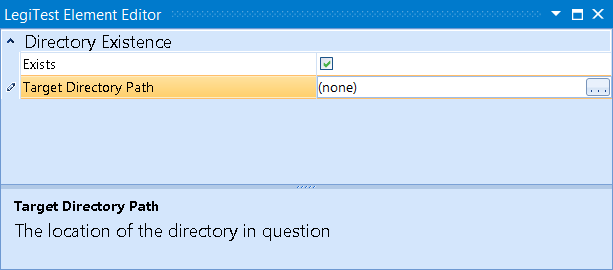 LegiTest Element Editor
Directory Existence
Exists
Target Directory Path (none) ...
Target Directory Path
The location of the directory in question